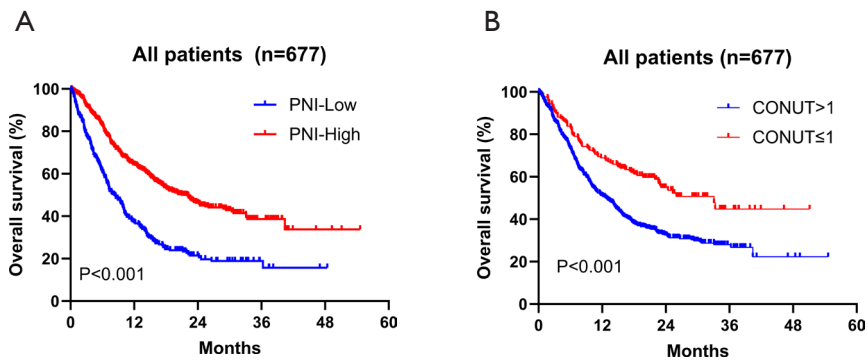 A
All patients (n=677)
Overall survival (%)
100
80
60
40
20
0
PNI-Low
PNI-High
P<0.001
0 12 24 36 48 60
Months
B
All patients (n=677)
Overall survival (%)
100
80
60
40
20
0
CONUT>1
CONUT≤1
P<0.001
0 12 24 36 48 60
Months